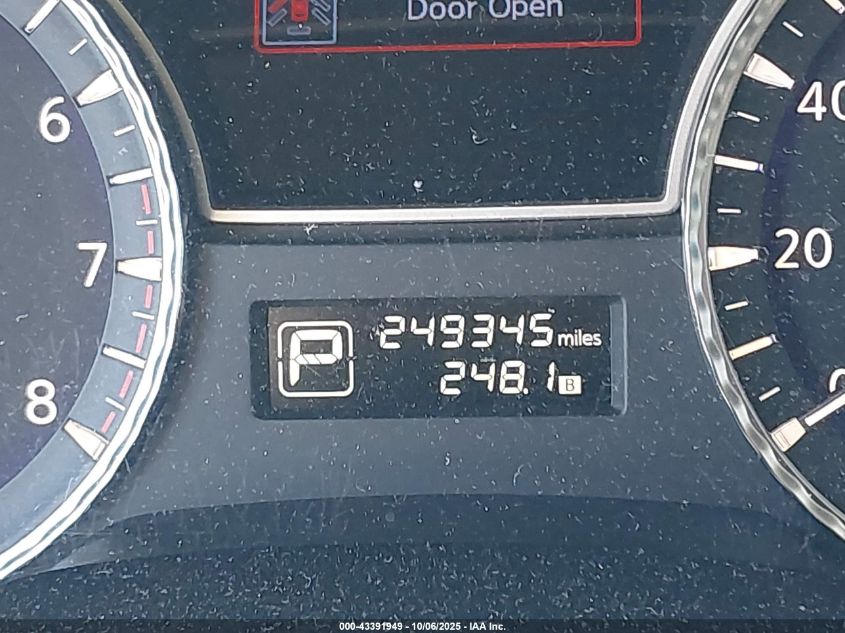 Door Open
6
40
7
20
8
P
249345 miles
248.1 B
000-43391949 - 10/06/2025 - IAA Inc.